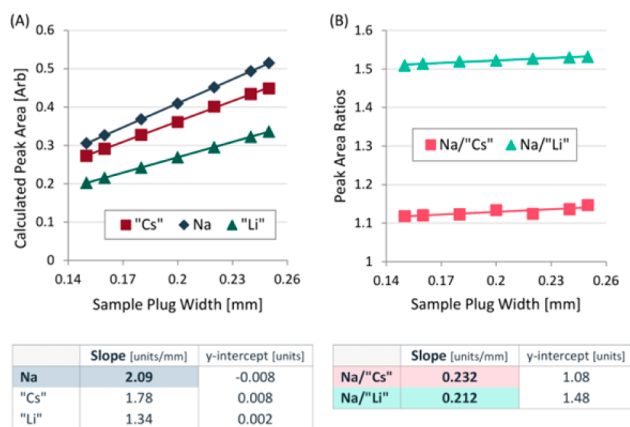 (A)
0.6
0.5
0.4
0.3
0.2
0.1
0
Calculated Peak Area [Arb]
"Cs" Na "Li"
0.14 0.17 0.2 0.23 0.26
Sample Plug Width [mm]
(B)
1.6
1.5
1.4
1.3
1.2
1.1
1
Peak Area Ratios
Na/"Cs" Na/"Li"
0.14 0.17 0.2 0.23 0.26
Sample Plug Width [mm]
Slope [units/mm] y-intercept [units]
Na 2.09 -0.008
"Cs" 1.78 0.008
"Li" 1.34 0.002
Slope [units/mm] y-intercept [units]
Na/"Cs" 0.232 1.08
Na/"Li" 0.212 1.48